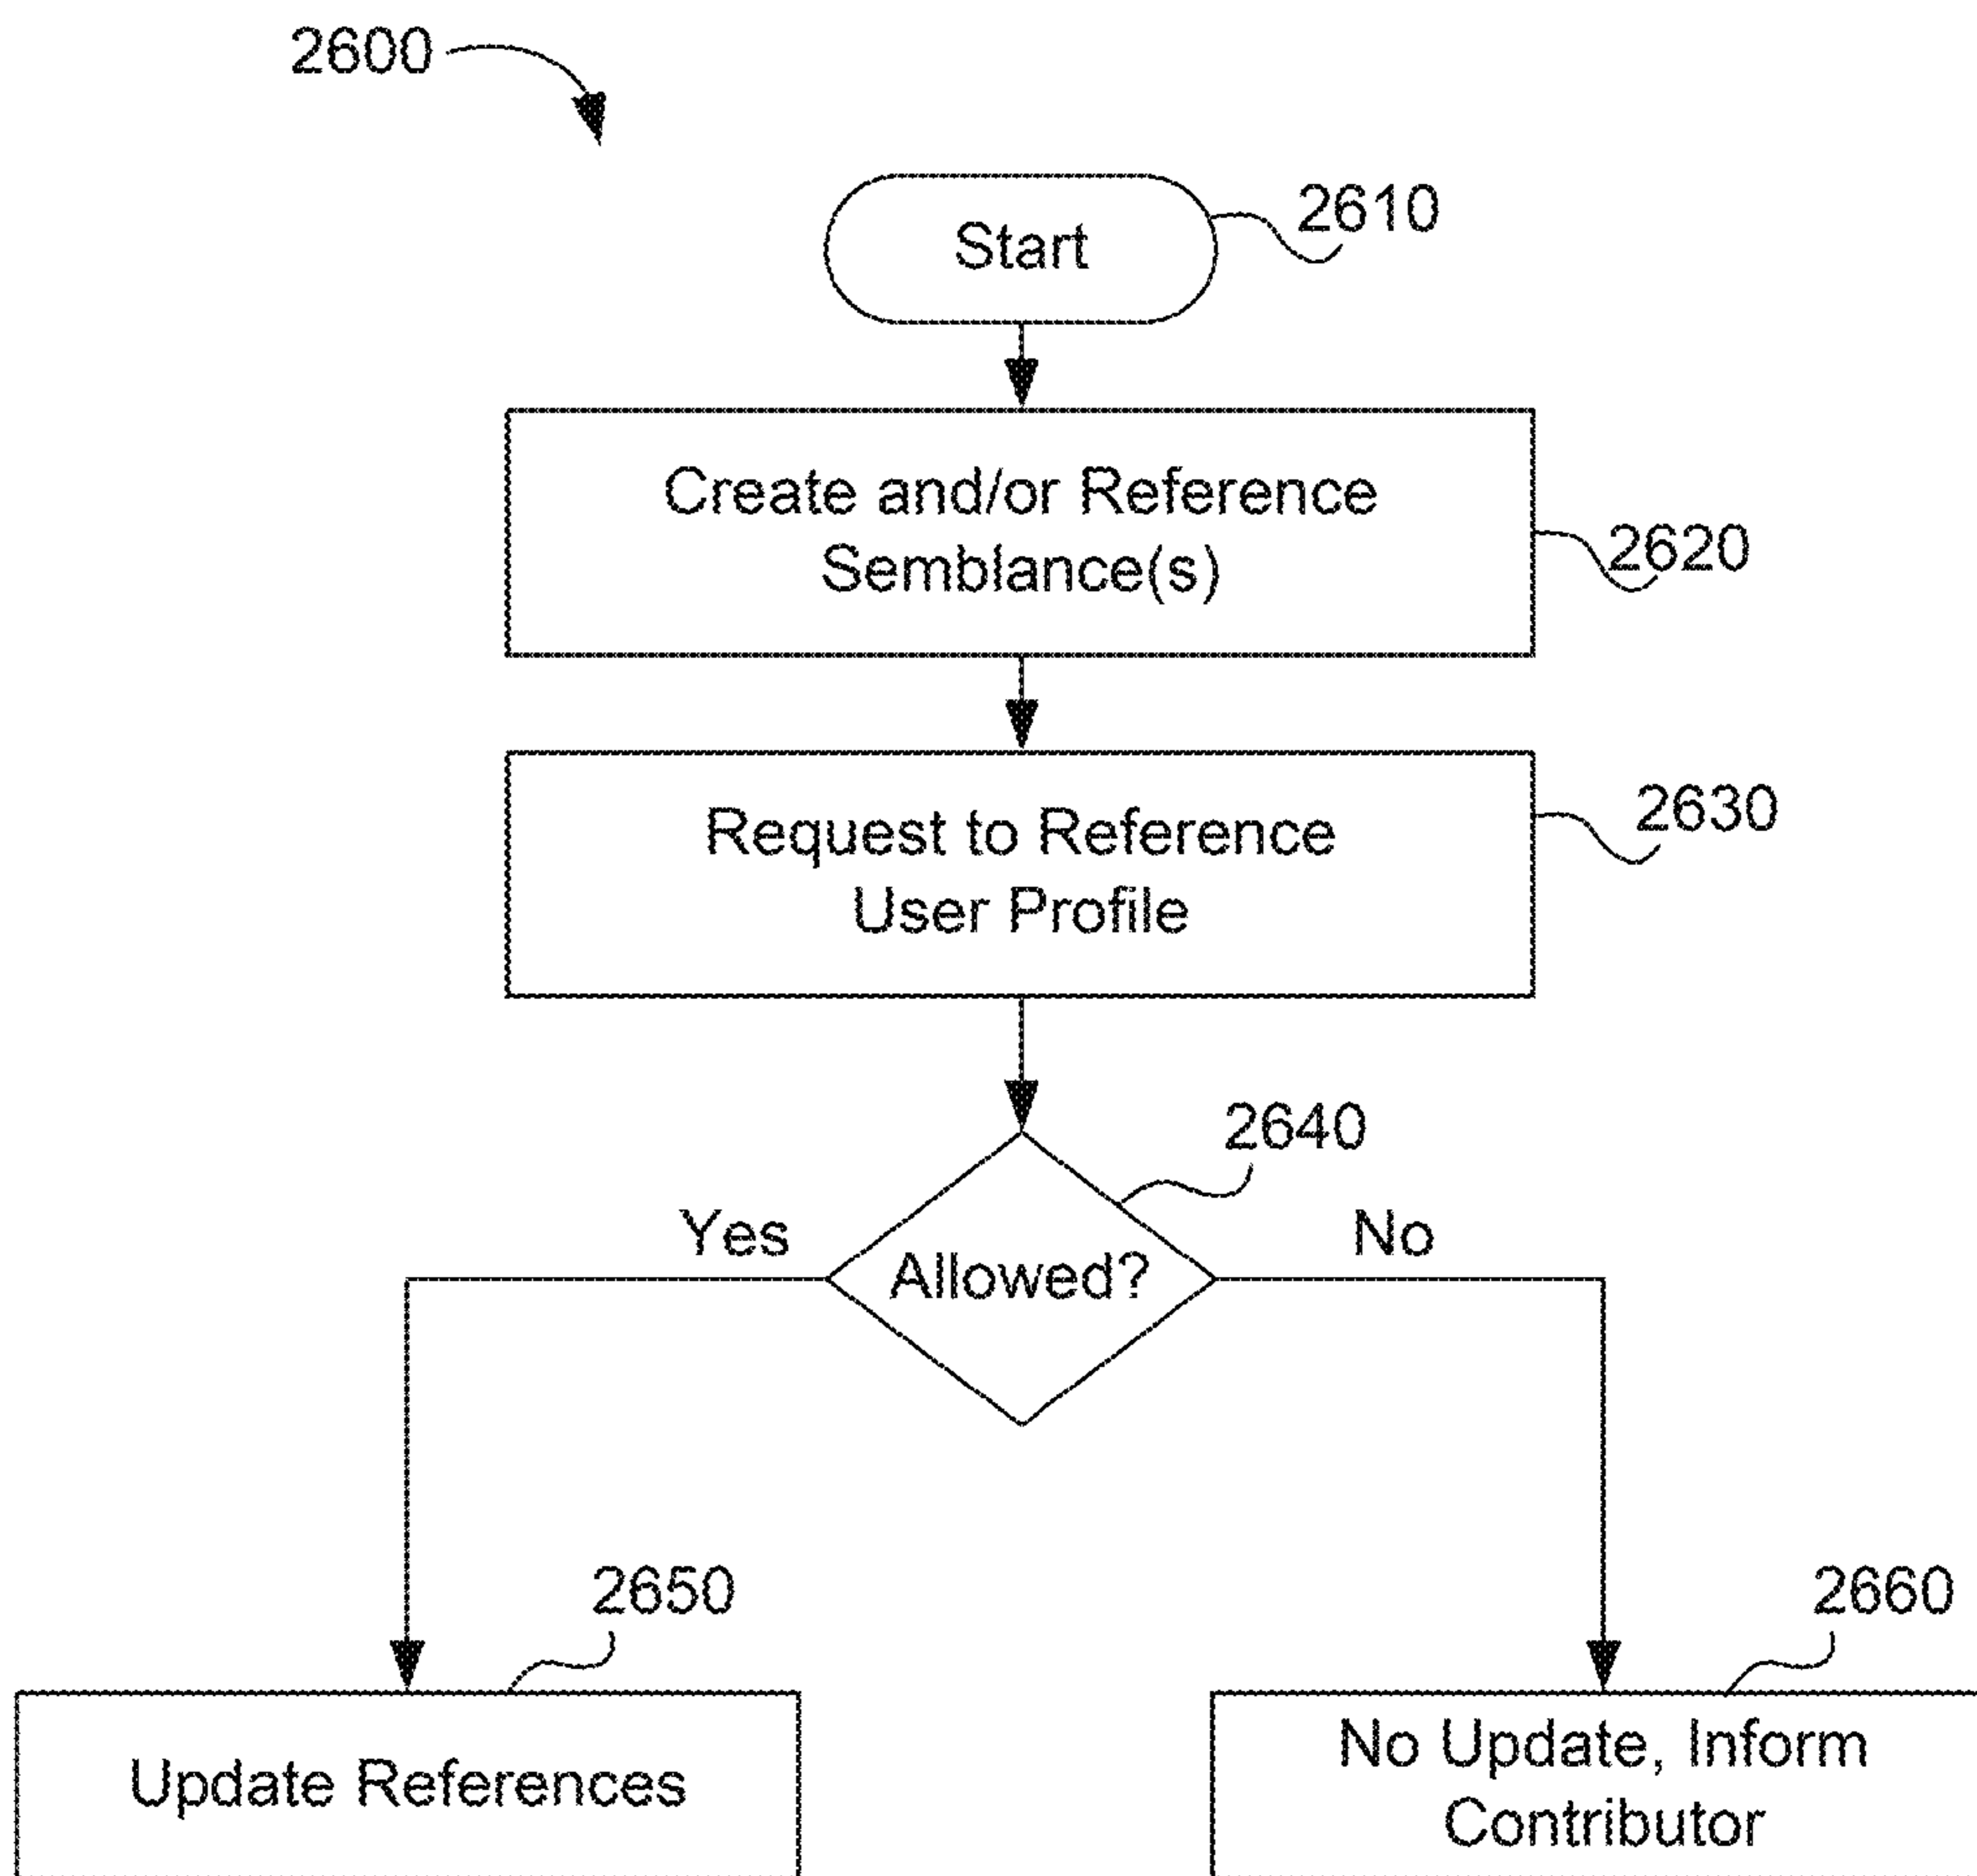 2600
Start
2610
Create and/or Reference
Semblance(s)
2620
Request to Reference
User Profile
2630
2640
Yes
Allowed?
No
2650
Update References
2660
No Update, Inform
Contributor